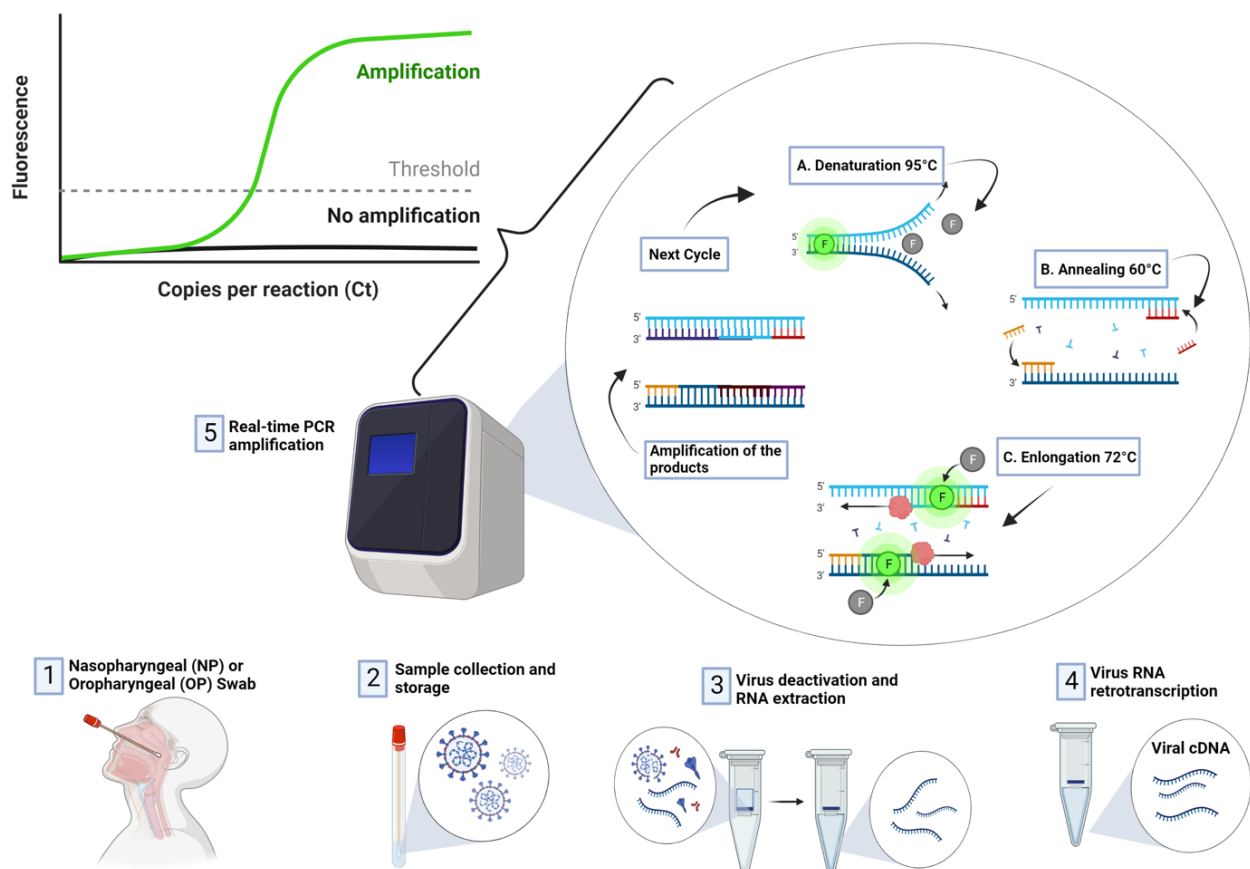 Fluorescence
Amplification
Threshold
No amplification
Copies per reaction (Ct)
A. Denaturation 95°C
F
F
5'
F
3'
Next Cycle
B. Annealing 60°C
5'
3'
5'
3'
5'
3'
Amplification of the
products
C. Enlongation 72°C
F
5'
F
3'
5'
F
3'
F
5
Real-time PCR
amplification
1
Nasopharyngeal (NP) or
Oropharyngeal (OP) Swab
2
Sample collection and
storage
3
Virus deactivation and
RNA extraction
4
Virus RNA
retrotranscription
Viral cDNA